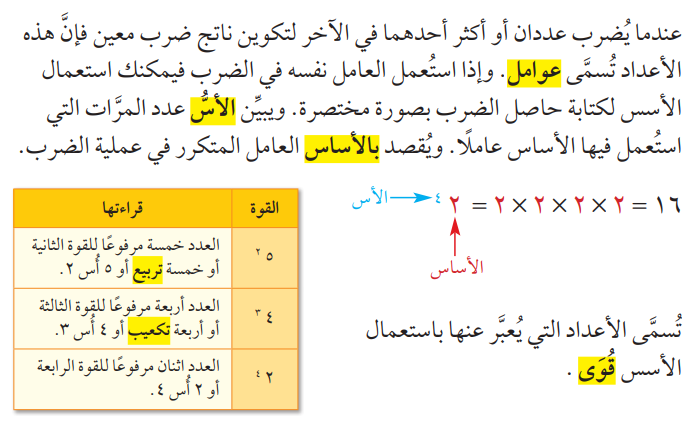 عندما يُضرب عددان أو أكثر أحدهما في الآخر لتكوين ناتج ضرب معين فإنَّ هذه
الأعداد تُسمَّى عوامل. وإذا استُعمل العامل نفسه في الضرب فيمكنك استعمال
الأسس لكتابة حاصل الضرب بصورة مختصرة. ويبيِّن الأسُّ عدد المرَّات التي
استُعمل فيها الأساس عاملًا. ويُقصد بالأساس العامل المتكرر في عملية الضرب.
١٦ = ٢ × ٢ × ٢ × ٢ = ٢ ٤ الأس
الأساس
تُسمَّى الأعداد التي يُعبَّر عنها باستعمال
الأسس قُوَى .
القوة قراءتها
٥ ٢ العدد خمسة مرفوعًا للقوة الثانية
أو خمسة تربيع أو ٥ أُس ٢.
٤ ٣ العدد أربعة مرفوعًا للقوة الثالثة
أو أربعة تكعيب أو ٤ أُس ٣.
٢ ٤ العدد اثنان مرفوعًا للقوة الرابعة
أو ٢ أُس ٤.